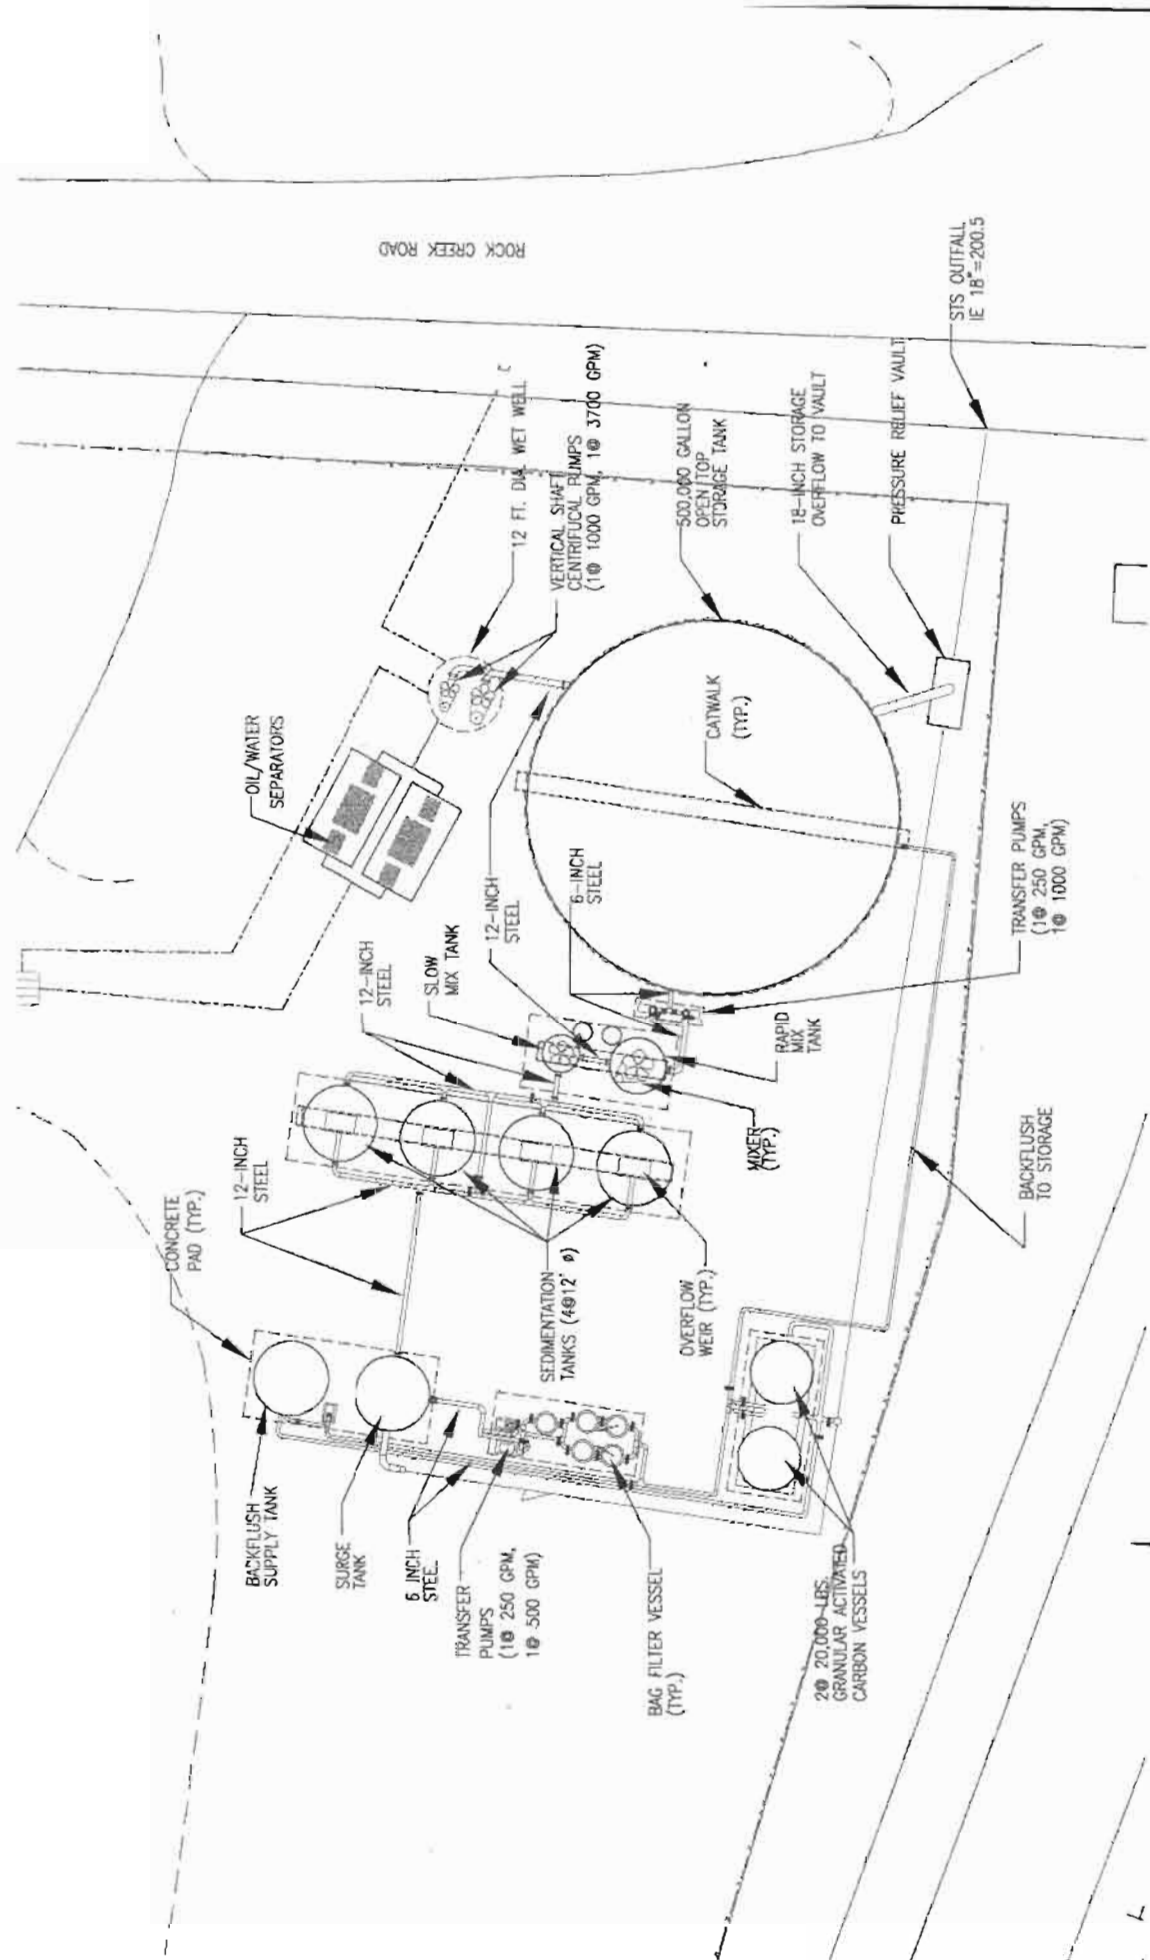 ROCK CREEK ROAD
STS OUTFALL
IE 18"=200.5
12 FT. DIA. WET WELL
VERTICAL SHAFT
CENTRIFUCAL PUMPS
(1@ 1000 GPM, 1@ 3700 GPM)
500,000 GALLON
OPEN TOP
STORAGE TANK
18-INCH STORAGE
OVERFLOW TO VAULT
PRESSURE RELIEF VAULT
OIL/WATER
SEPARATORS
CATWALK
(TYP.)
12-INCH
STEEL
SLOW
MIX TANK
12-INCH
STEEL
6-INCH
STEEL
TRANSFER PUMPS
(1@ 250 GPM,
1@ 1000 GPM)
RAPID
MIX
TANK
MIXER
(TYP.)
BACKFLUSH
TO STORAGE
CONCRETE
PAD (TYP.)
12-INCH
STEEL
SEDIMENTATION
TANKS (4@12' ø)
OVERFLOW
WEIR (TYP.)
BACKFLUSH
SUPPLY TANK
SURGE
TANK
6 INCH
STEEL
TRANSFER
PUMPS
(1@ 250 GPM,
1@ 500 GPM)
BAG FILTER VESSEL
(TYP.)
2@ 20,000-LBS.
GRANULAR ACTIVATED
CARBON VESSELS